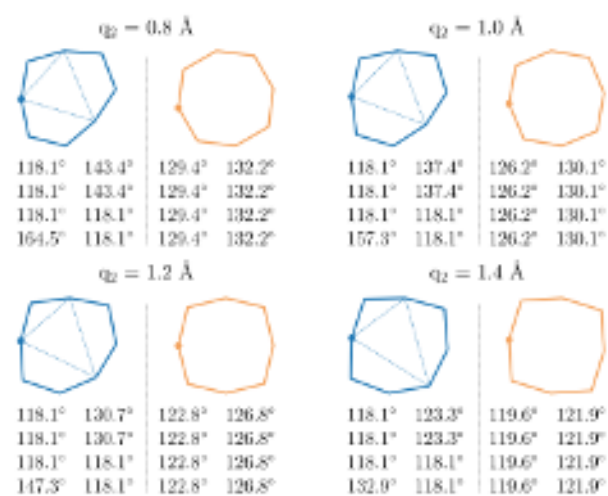 q₂ = 0.8 Å
118.1° 143.4° 129.4° 132.2°
118.1° 143.4° 129.4° 132.2°
118.1° 118.1° 129.4° 132.2°
164.5° 118.1° 129.4° 132.2°
q₂ = 1.0 Å
118.1° 137.4° 126.2° 130.1°
118.1° 137.4° 126.2° 130.1°
118.1° 118.1° 126.2° 130.1°
157.3° 118.1° 126.2° 130.1°
q₂ = 1.2 Å
118.1° 130.7° 122.8° 126.8°
118.1° 130.7° 122.8° 126.8°
118.1° 118.1° 122.8° 126.8°
147.3° 118.1° 122.8° 126.8°
q₂ = 1.4 Å
118.1° 123.3° 119.6° 121.9°
118.1° 123.3° 119.6° 121.9°
118.1° 118.1° 119.6° 121.9°
132.9° 118.1° 119.6° 121.9°